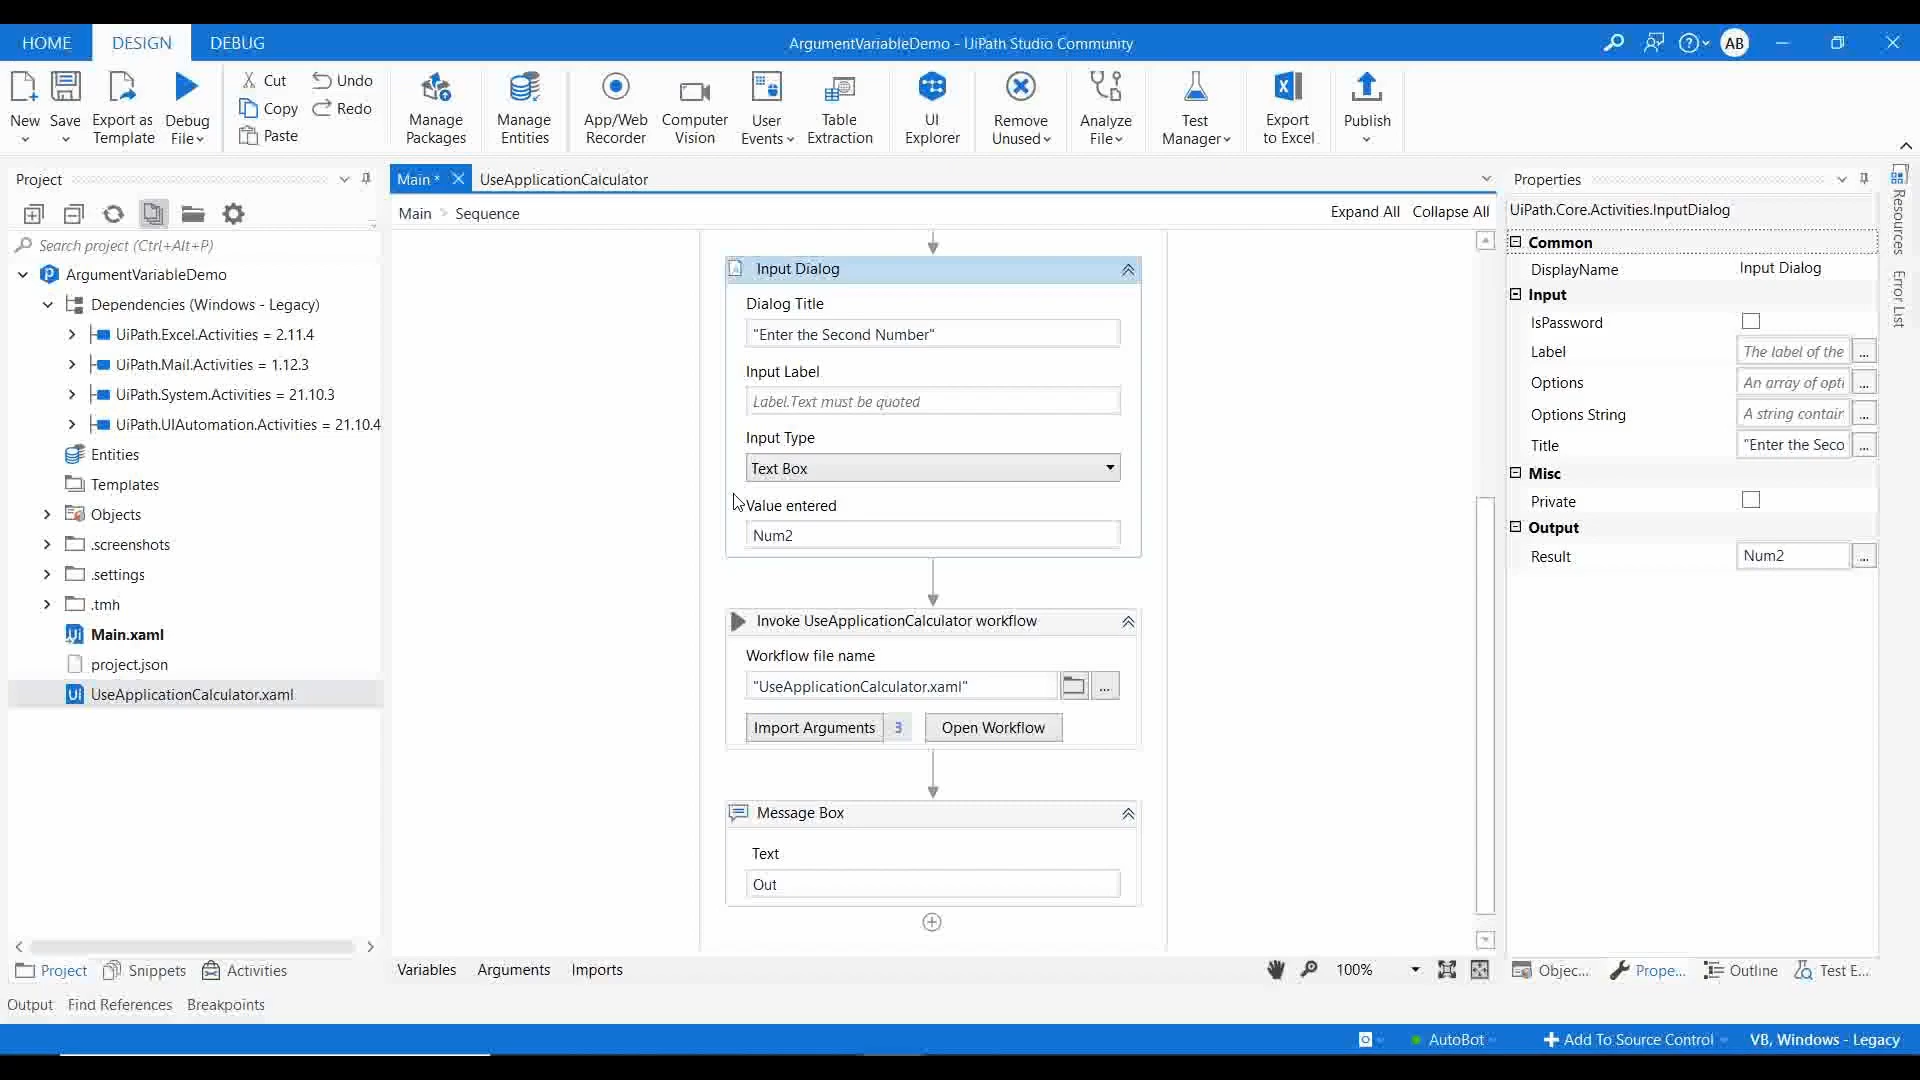 HOME DESIGN DEBUG ArgumentVariableDemo - UiPath Studio Community AB
New Save Export as Template Debug File Cut Copy Paste Undo Redo Manage Packages Manage Entities App/Web Recorder Computer Vision User Events Table Extraction UI Explorer Remove Unused Analyze File Test Manager Export to Excel Publish
Project
Search project (Ctrl+Alt+P)
ArgumentVariableDemo
Dependencies (Windows - Legacy)
UiPath.Excel.Activities = 2.11.4
UiPath.Mail.Activities = 1.12.3
UiPath.System.Activities = 21.10.3
UiPath.UIAutomation.Activities = 21.10.4
Entities
Templates
Objects
.screenshots
.settings
.tmh
Main.xaml
project.json
UseApplicationCalculator.xaml
Project Snippets Activities
Main * UseApplicationCalculator
Main > Sequence Expand All Collapse All
Input Dialog
Dialog Title
"Enter the Second Number"
Input Label
Label.Text must be quoted
Input Type
Text Box
Value entered
Num2
Invoke UseApplicationCalculator workflow
Workflow file name
"UseApplicationCalculator.xaml" ...
Import Arguments 3 Open Workflow
Message Box
Text
Out
Variables Arguments Imports 100%
Properties
UiPath.Core.Activities.InputDialog
Common
DisplayName Input Dialog
Input
IsPassword
Label The label of the ...
Options An array of opti ...
Options String A string contair ...
Title "Enter the Seco ...
Misc
Private
Output
Result Num2 ...
Objec... Prope... Outline Test E...
Resources
Error List
Output Find References Breakpoints
AutoBot Add To Source Control VB, Windows - Legacy